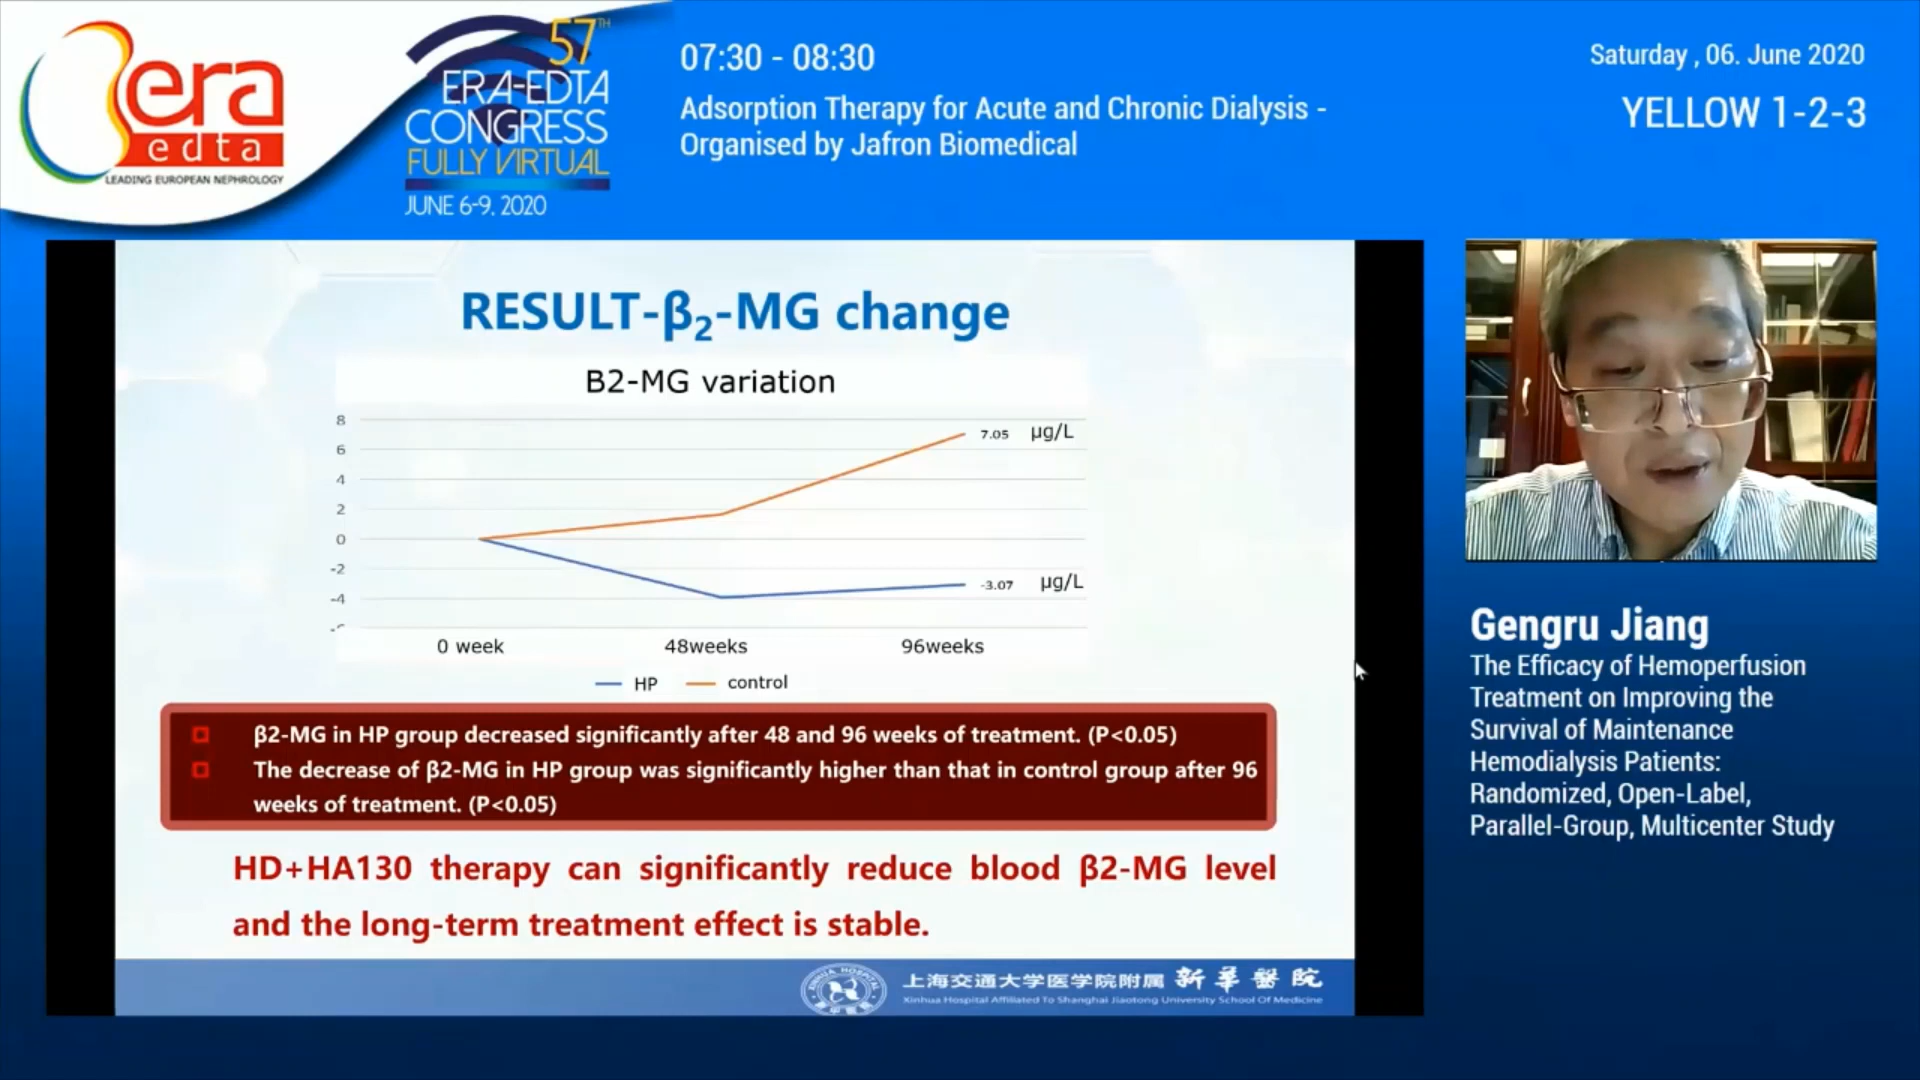 era
edta
LEADING EUROPEAN NEPHROLOGY
57TH
ERA-EDTA
CONGRESS
FULLY VIRTUAL
JUNE 6-9, 2020
07:30 - 08:30
Adsorption Therapy for Acute and Chronic Dialysis -
Organised by Jafron Biomedical
Saturday , 06. June 2020
YELLOW 1-2-3
RESULT-β₂-MG change
B2-MG variation
8
6
4
2
0
-2
-4
7.05 μg/L
-3.07 μg/L
0 week 48weeks 96weeks
HP control
β2-MG in HP group decreased significantly after 48 and 96 weeks of treatment. (P<0.05)
The decrease of β2-MG in HP group was significantly higher than that in control group after 96
weeks of treatment. (P<0.05)
HD+HA130 therapy can significantly reduce blood β2-MG level
and the long-term treatment effect is stable.
XINHUA HOSPITAL
上海交通大学医学院附属 新華醫院
Xinhua Hospital Affiliated To Shanghai Jiaotong University School Of Medicine
Gengru Jiang
The Efficacy of Hemoperfusion
Treatment on Improving the
Survival of Maintenance
Hemodialysis Patients:
Randomized, Open-Label,
Parallel-Group, Multicenter Study